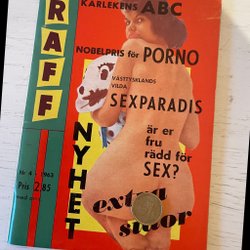 KÄRLEKENS ABC
RAFF
NOBELPRIS för PORNO
VÄSTTYSKLANDS
VILDA
SEXPARADIS
är er
fru
rädd för
SEX?
NYHET
Nr 4 1963
Pris 2:85
extra
sidor